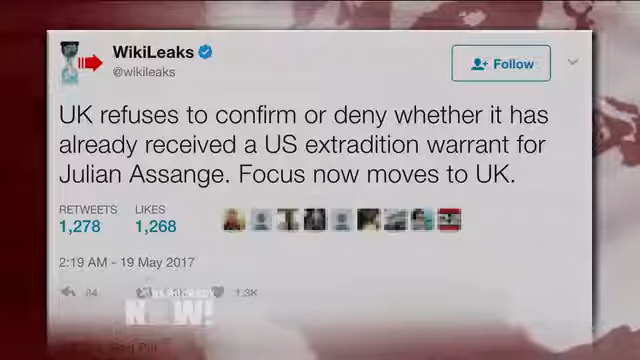 WikiLeaks
@wikileaks
Follow
UK refuses to confirm or deny whether it has
already received a US extradition warrant for
Julian Assange. Focus now moves to UK.
RETWEETS LIKES
1,278 1,268
2:19 AM - 19 May 2017
84 1.3K
NOW!